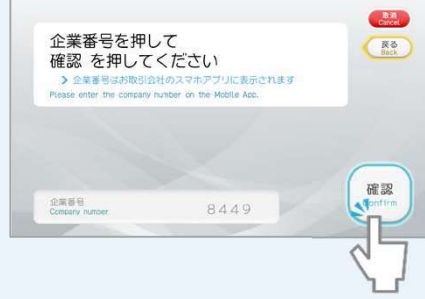 取消
Cancel
企業番号を押して
確認 を押してください
戻る
Back
企業番号はお取引会社のスマホアプリに表示されます
Please enter the company number on the Mobile App.
企業番号
Company number
8449
確認
Confirm